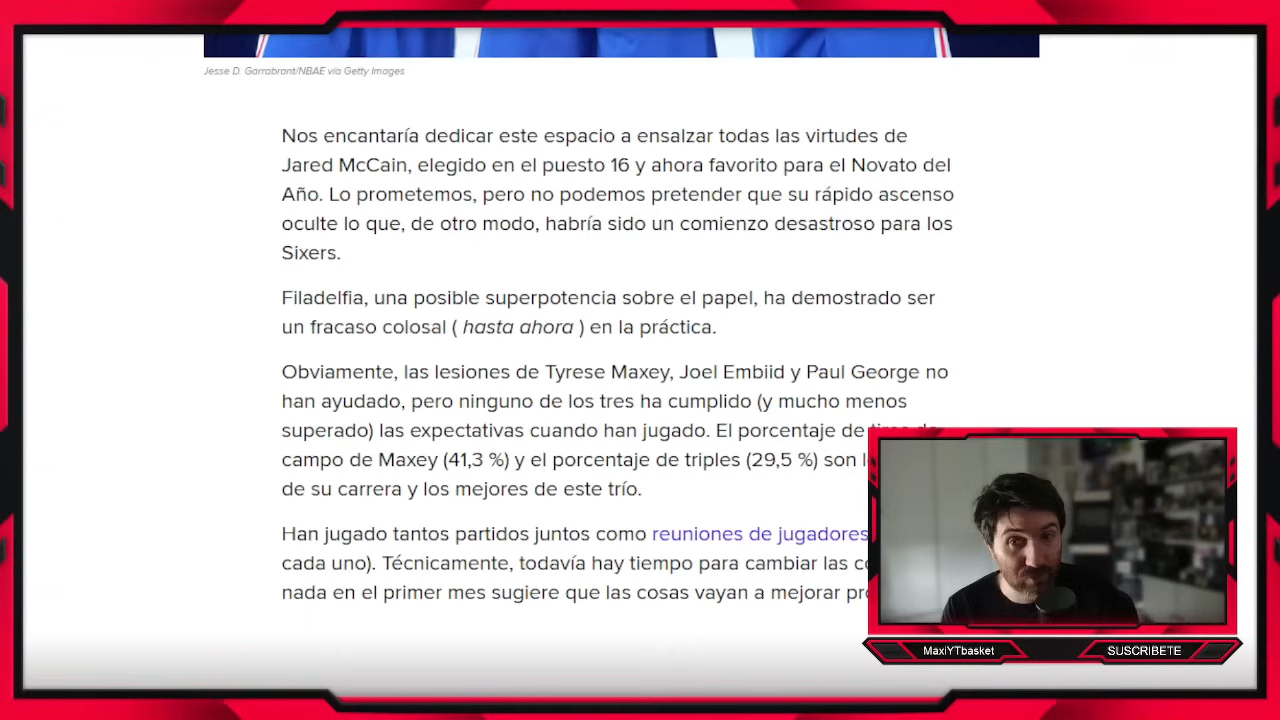 Jesse D. Garrabrant/NBAE via Getty Images
Nos encantaría dedicar este espacio a ensalzar todas las virtudes de
Jared McCain, elegido en el puesto 16 y ahora favorito para el Novato del
Año. Lo prometemos, pero no podemos pretender que su rápido ascenso
oculte lo que, de otro modo, habría sido un comienzo desastroso para los
Sixers.
Filadelfia, una posible superpotencia sobre el papel, ha demostrado ser
un fracaso colosal ( hasta ahora ) en la práctica.
Obviamente, las lesiones de Tyrese Maxey, Joel Embiid y Paul George no
han ayudado, pero ninguno de los tres ha cumplido (y mucho menos
superado) las expectativas cuando han jugado. El porcentaje de
campo de Maxey (41,3 %) y el porcentaje de triples (29,5 %) son
de su carrera y los mejores de este trío.
Han jugado tantos partidos juntos como reuniones de jugadores
cada uno). Técnicamente, todavía hay tiempo para cambiar las
nada en el primer mes sugiere que las cosas vayan a mejorar
MaxiYTbasket
SUSCRIBETE